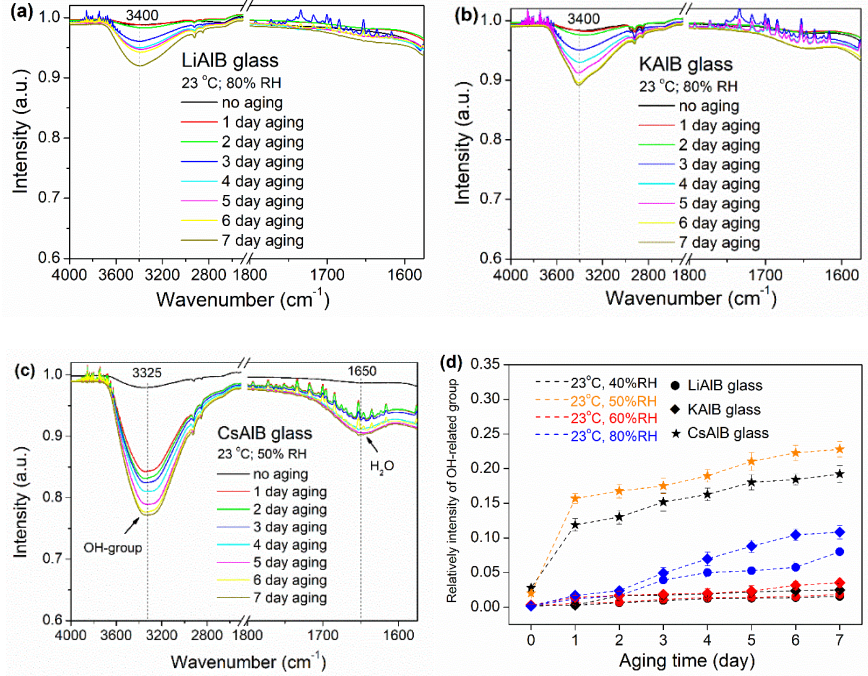 (a)
3400
LiAlB glass
23 °C; 80% RH
no aging
1 day aging
2 day aging
3 day aging
4 day aging
5 day aging
6 day aging
7 day aging
Intensity (a.u.)
1.0
0.9
0.8
0.7
0.6
4000 3400 2800 1700 1600
Wavenumber (cm⁻¹)
(b)
3400
KAlB glass
23 °C; 80% RH
no aging
1 day aging
2 day aging
3 day aging
4 day aging
5 day aging
6 day aging
7 day aging
Intensity (a.u.)
1.0
0.9
0.8
0.7
0.6
4000 3400 2800 1800 1700 1600
Wavenumber (cm⁻¹)
(c)
3325
1650
CsAlB glass
23 °C; 50% RH
no aging
1 day aging
2 day aging
3 day aging
4 day aging
5 day aging
6 day aging
7 day aging
OH-group
H₂O
Intensity (a.u.)
1.0
0.9
0.8
0.7
0.6
4000 3400 2800 1700 1600
Wavenumber (cm⁻¹)
(d)
23°C, 40%RH
23°C, 50%RH
23°C, 60%RH
23°C, 80%RH
LiAlB glass
KAlB glass
CsAlB glass
Relatively intensity of OH-related group
0.35
0.30
0.25
0.20
0.15
0.10
0.05
0.00
0 1 2 3 4 5 6 7
Aging time (day)